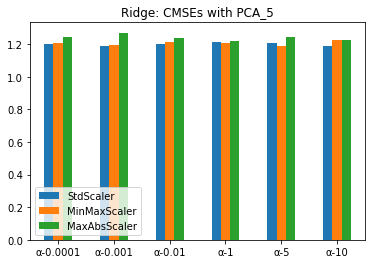 Ridge: CMSEs with PCA_5
1.2
1.0
0.8
0.6
0.4
0.2
0.0
StdScaler
MinMaxScaler
MaxAbsScaler
α-0.0001 α-0.001 α-0.01 α-1 α-5 α-10